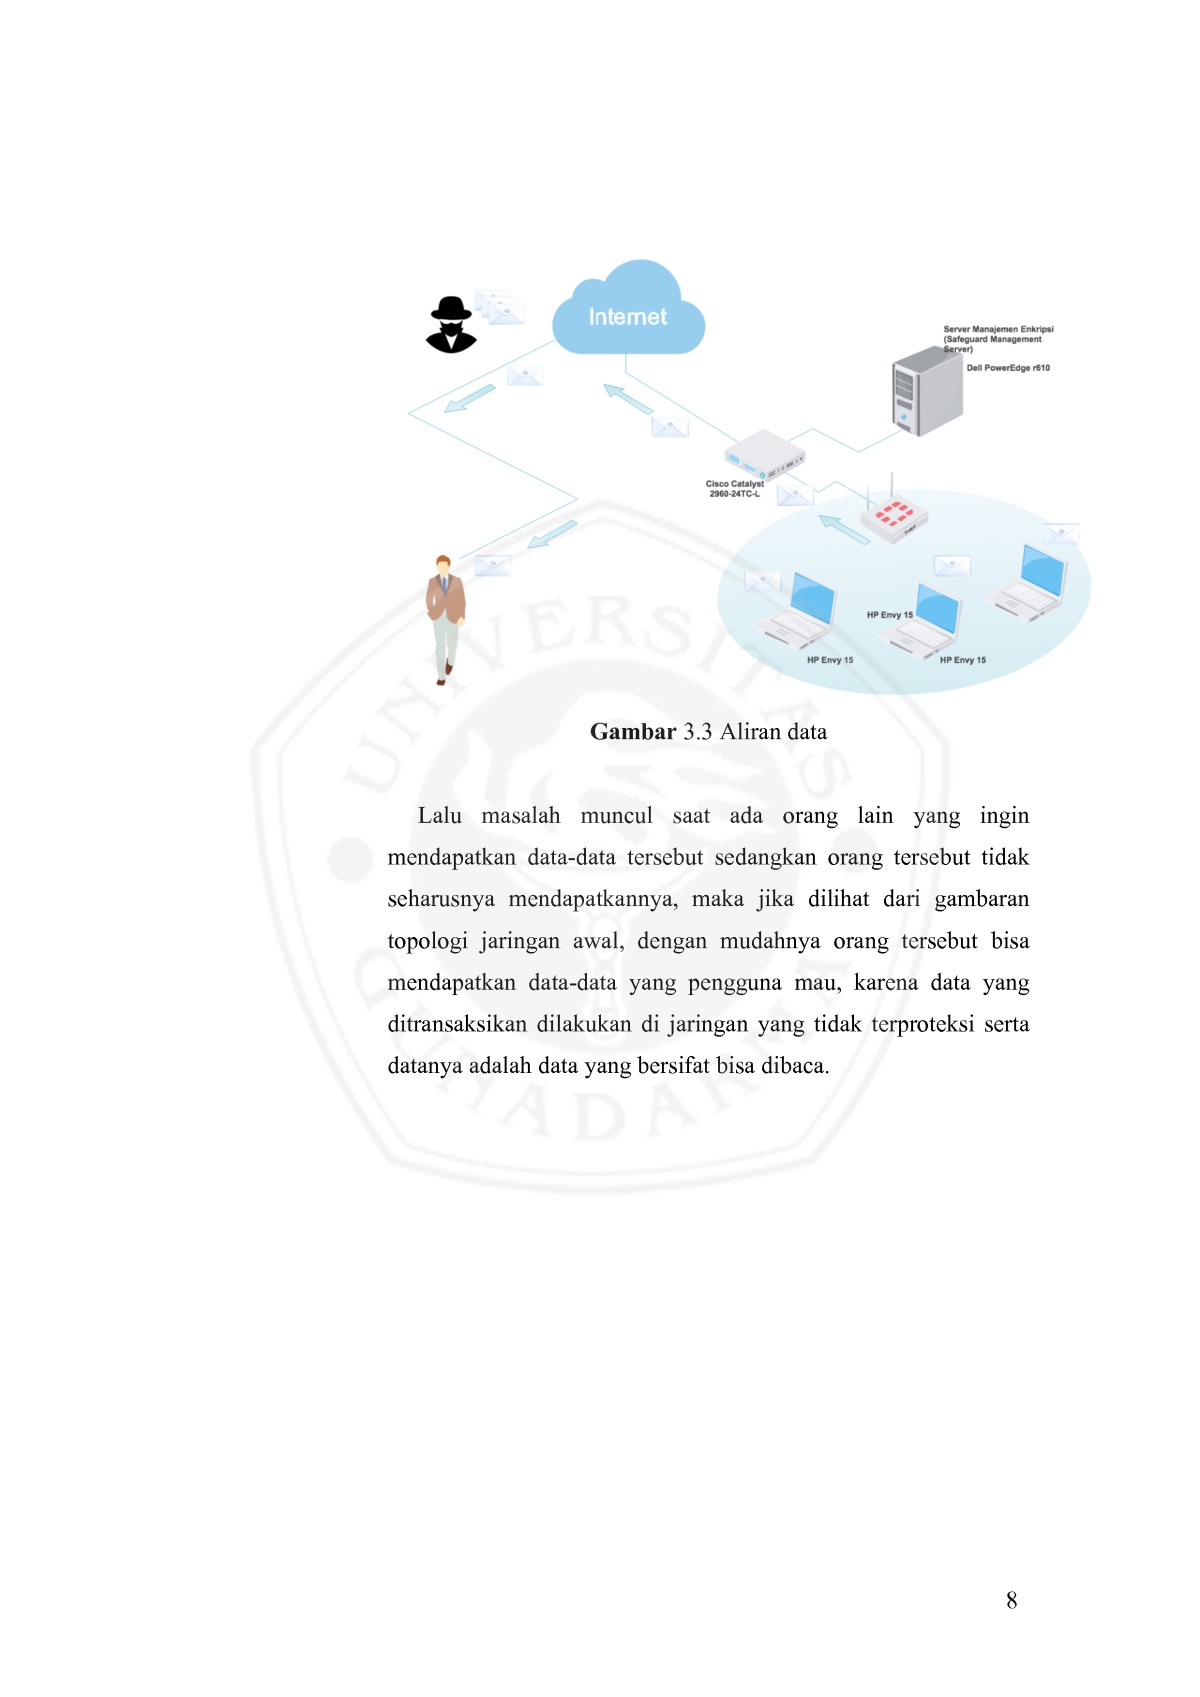 Internet
Server Manajemen Enkripsi
(Safeguard Management
Server)
Dell PowerEdge r610
Cisco Catalyst
2960-24TC-L
HP Envy 15
HP Envy 15
HP Envy 15
Gambar 3.3 Aliran data
Lalu masalah muncul saat ada orang lain yang ingin
mendapatkan data-data tersebut sedangkan orang tersebut tidak
seharusnya mendapatkannya, maka jika dilihat dari gambaran
topologi jaringan awal, dengan mudahnya orang tersebut bisa
mendapatkan data-data yang pengguna mau, karena data yang
ditransaksikan dilakukan di jaringan yang tidak terproteksi serta
datanya adalah data yang bersifat bisa dibaca.
UNIVERSITAS
DUHADAKMA
8